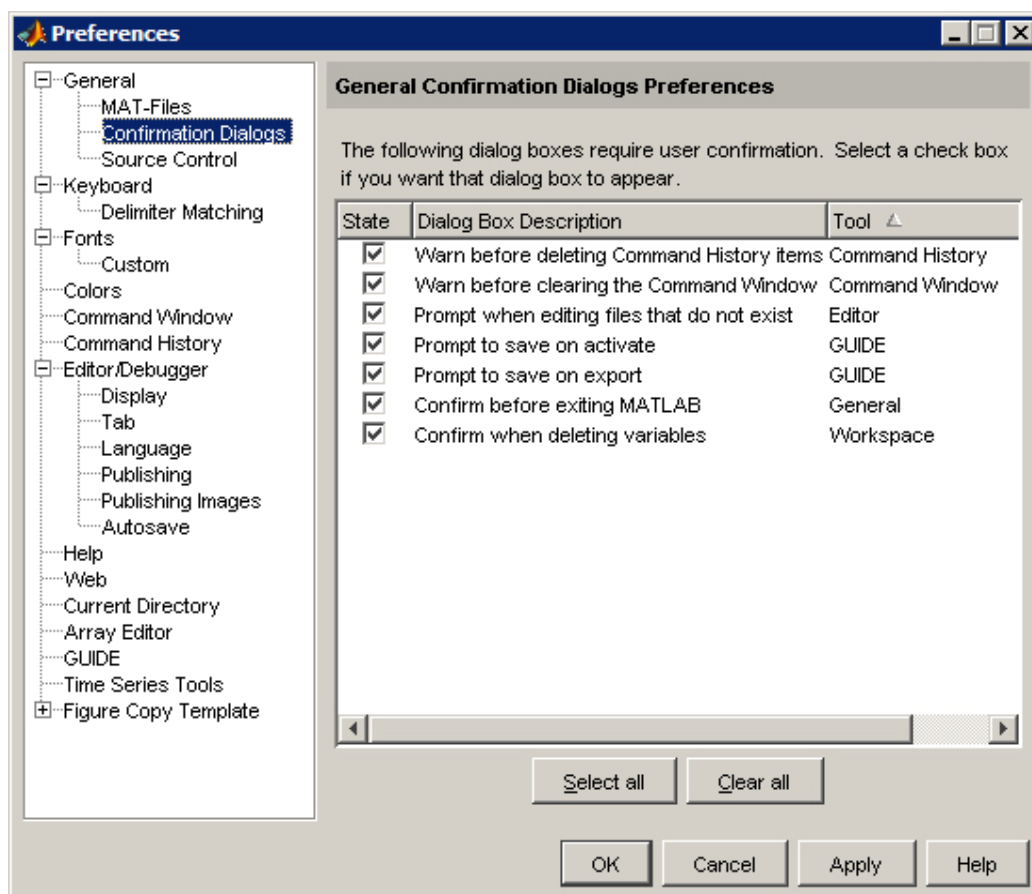 Preferences
General
MAT-Files
Confirmation Dialogs
Source Control
Keyboard
Delimiter Matching
Fonts
Custom
Colors
Command Window
Command History
Editor/Debugger
Display
Tab
Language
Publishing
Publishing Images
Autosave
Help
Web
Current Directory
Array Editor
GUIDE
Time Series Tools
Figure Copy Template
General Confirmation Dialogs Preferences
The following dialog boxes require user confirmation. Select a check box
if you want that dialog box to appear.
State Dialog Box Description Tool
Warn before deleting Command History items Command History
Warn before clearing the Command Window Command Window
Prompt when editing files that do not exist Editor
Prompt to save on activate GUIDE
Prompt to save on export GUIDE
Confirm before exiting MATLAB General
Confirm when deleting variables Workspace
Select all Clear all
OK Cancel Apply Help